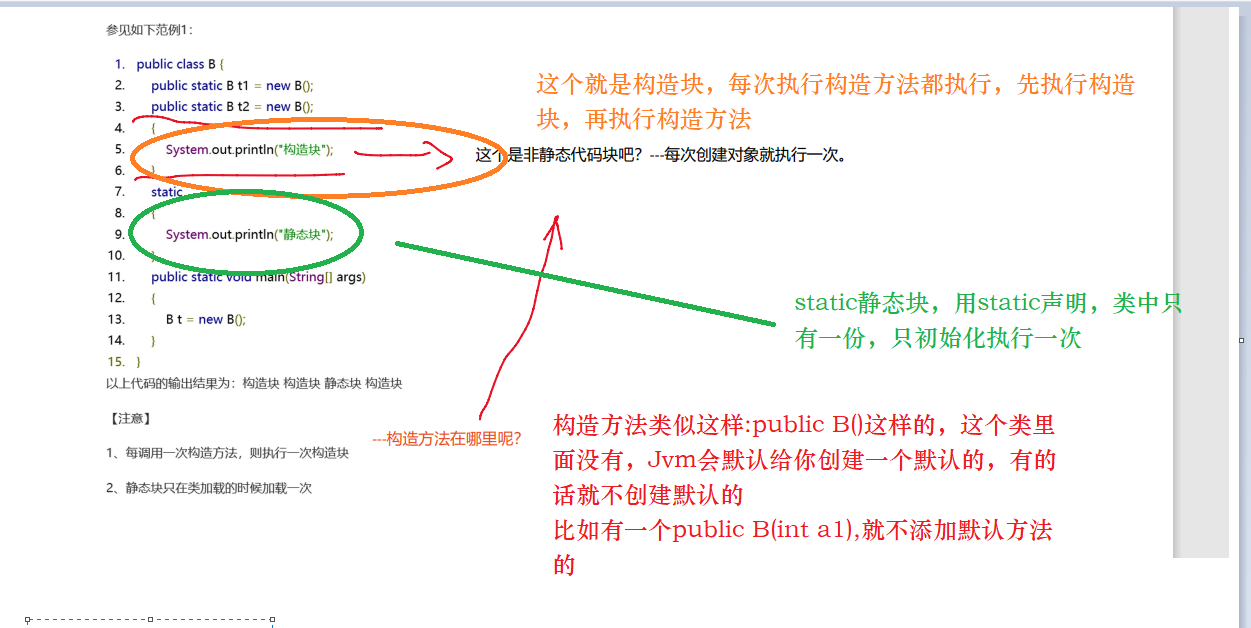 参见如下范例1：
1. public class B {
2. public static B t1 = new B();
3. public static B t2 = new B();
4. {
5. System.out.println("构造块");
6. }
7. static
8. {
9. System.out.println("静态块");
10. }
11. public static void main(String[] args)
12. {
13. B t = new B();
14. }
15. }
以上代码的输出结果为：构造块 构造块 静态块 构造块
【注意】
1、每调用一次构造方法，则执行一次构造块
2、静态块只在类加载的时候加载一次
这个就是构造块，每次执行构造方法都执行，先执行构造
块，再执行构造方法
这个是非静态代码块吧？---每次创建对象就执行一次。
static静态块，用static声明，类中只
有一份，只初始化执行一次
---构造方法在哪里呢？
构造方法类似这样:public B()这样的，这个类里
面没有，Jvm会默认给你创建一个默认的，有的
话就不创建默认的
比如有一个public B(int a1),就不添加默认方法
的